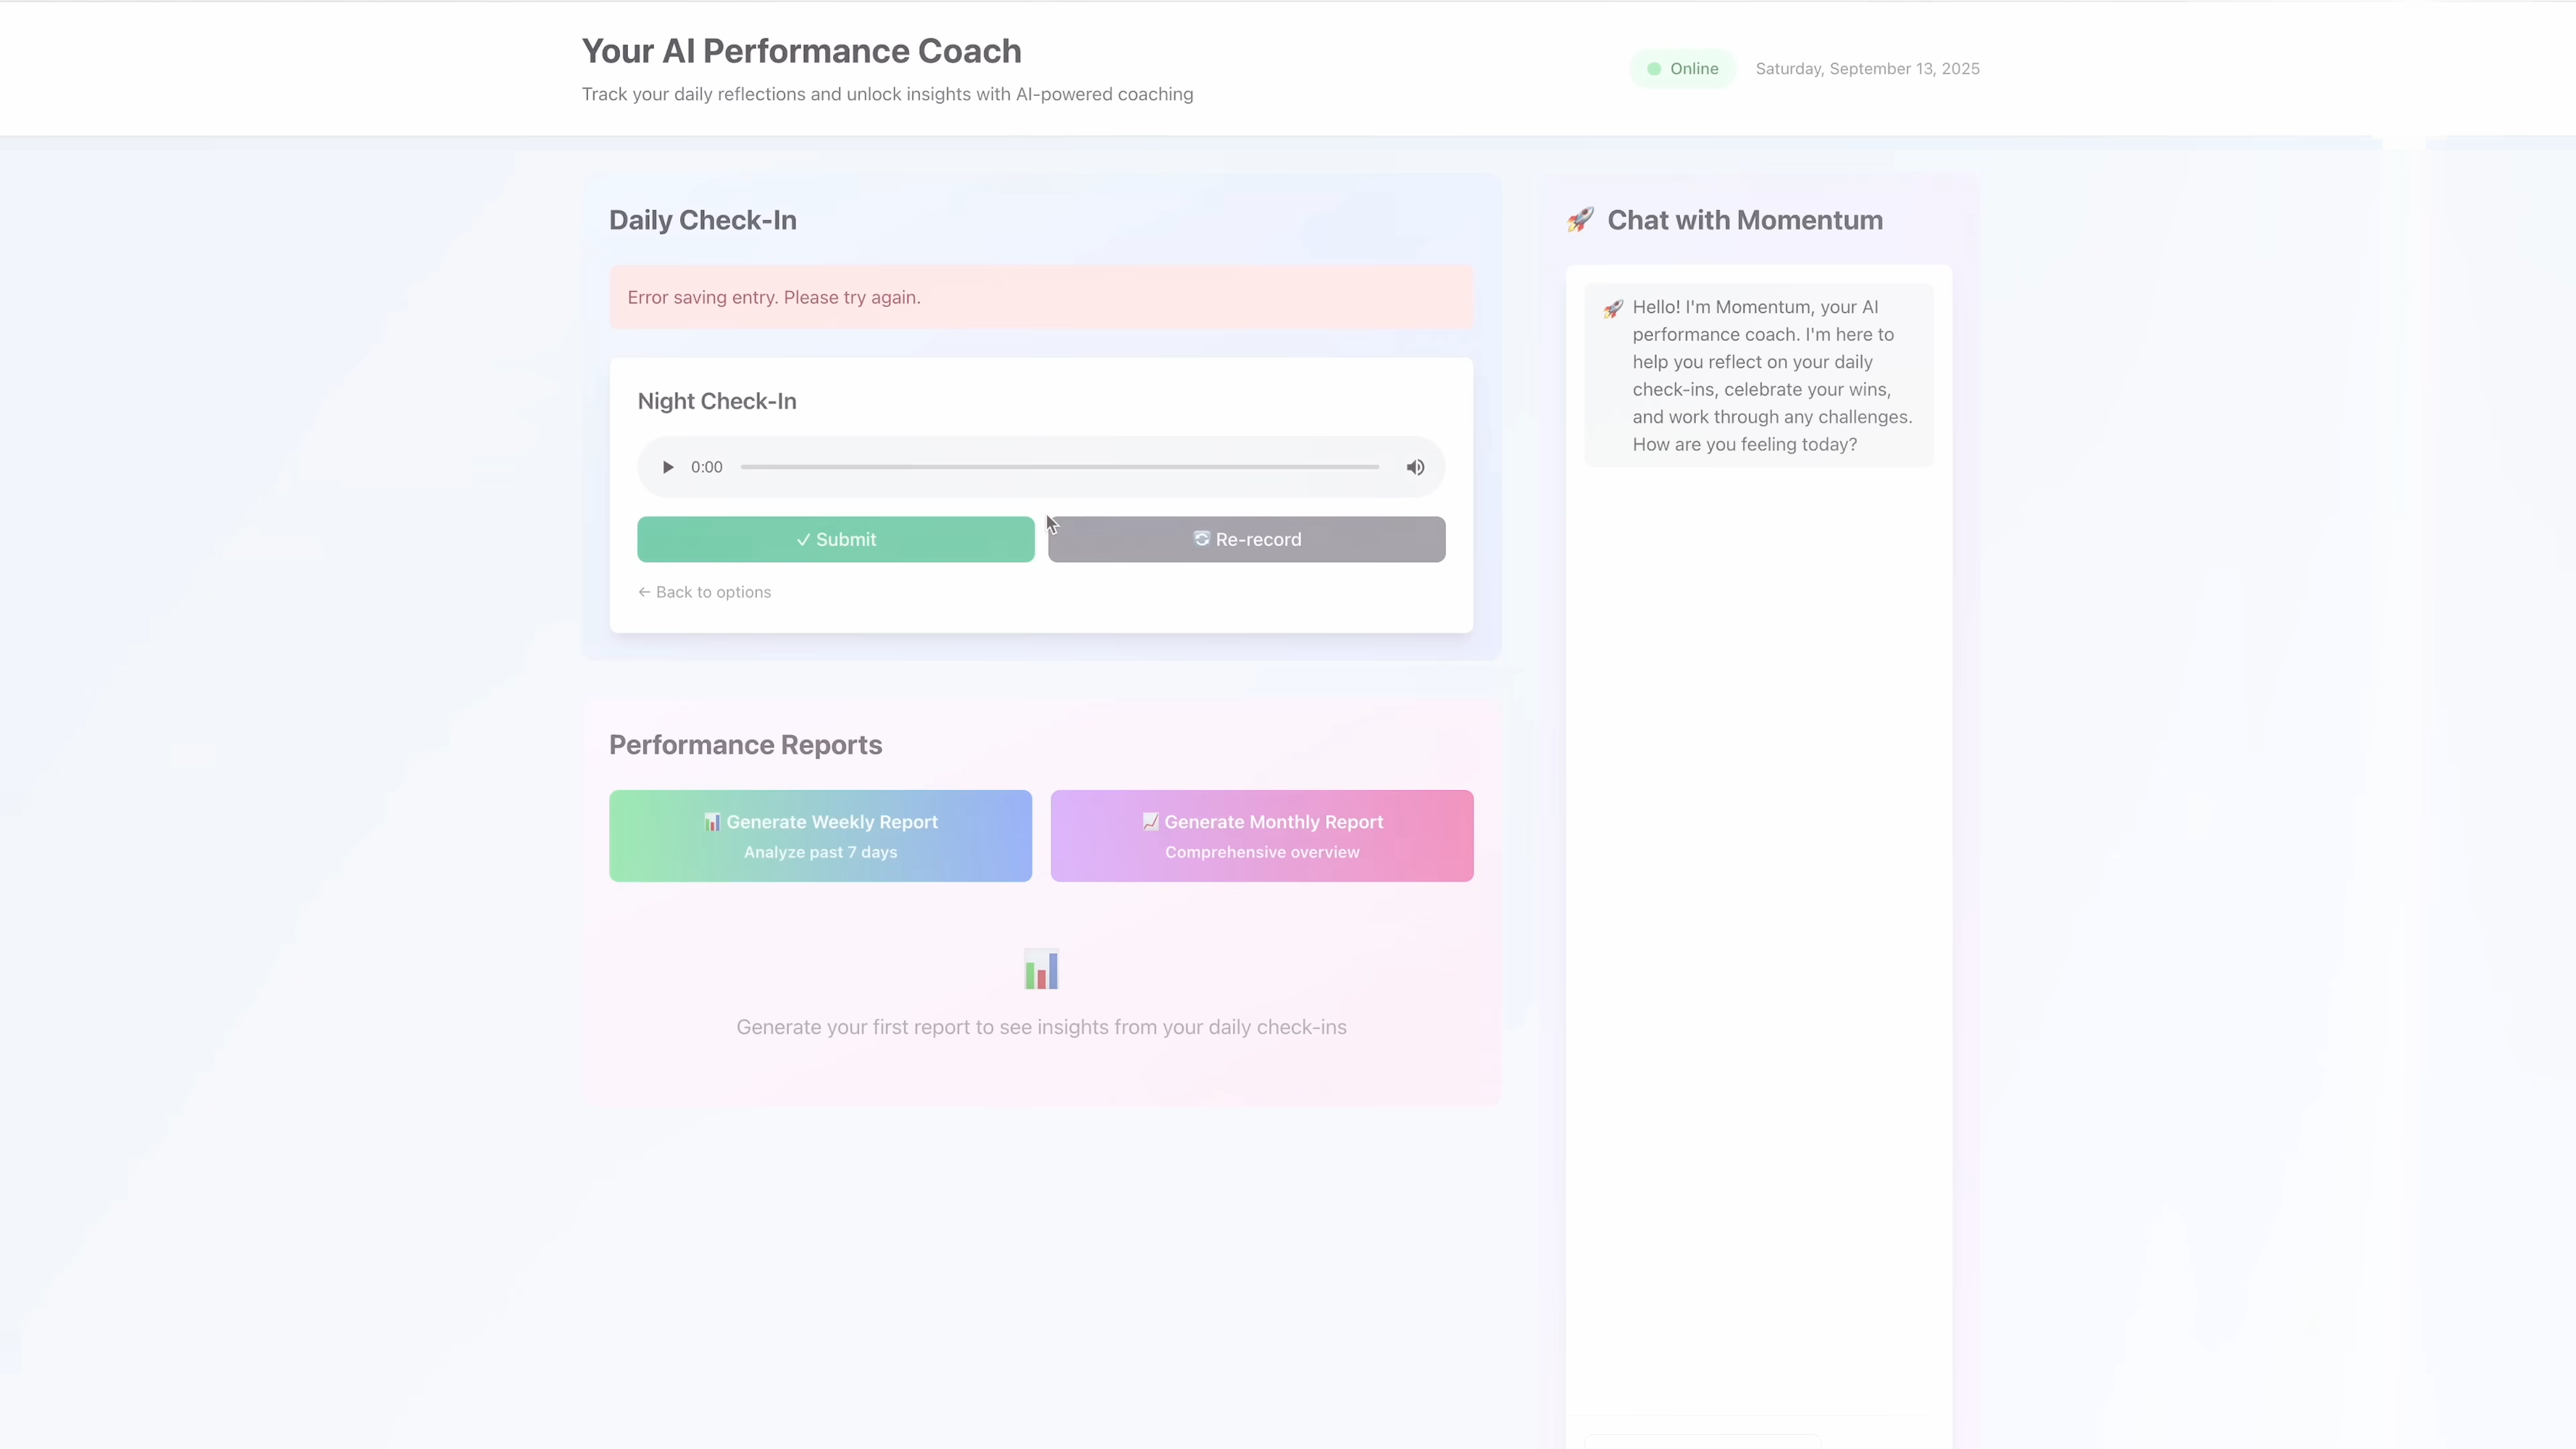 Your AI Performance Coach
Track your daily reflections and unlock insights with AI-powered coaching
Online
Saturday, September 13, 2025
Daily Check-In
Error saving entry. Please try again.
Night Check-In
0:00
✓ Submit
Re-record
← Back to options
Performance Reports
Generate Weekly Report
Analyze past 7 days
Generate Monthly Report
Comprehensive overview
Generate your first report to see insights from your daily check-ins
Chat with Momentum
Hello! I'm Momentum, your AI
performance coach. I'm here to
help you reflect on your daily
check-ins, celebrate your wins,
and work through any challenges.
How are you feeling today?